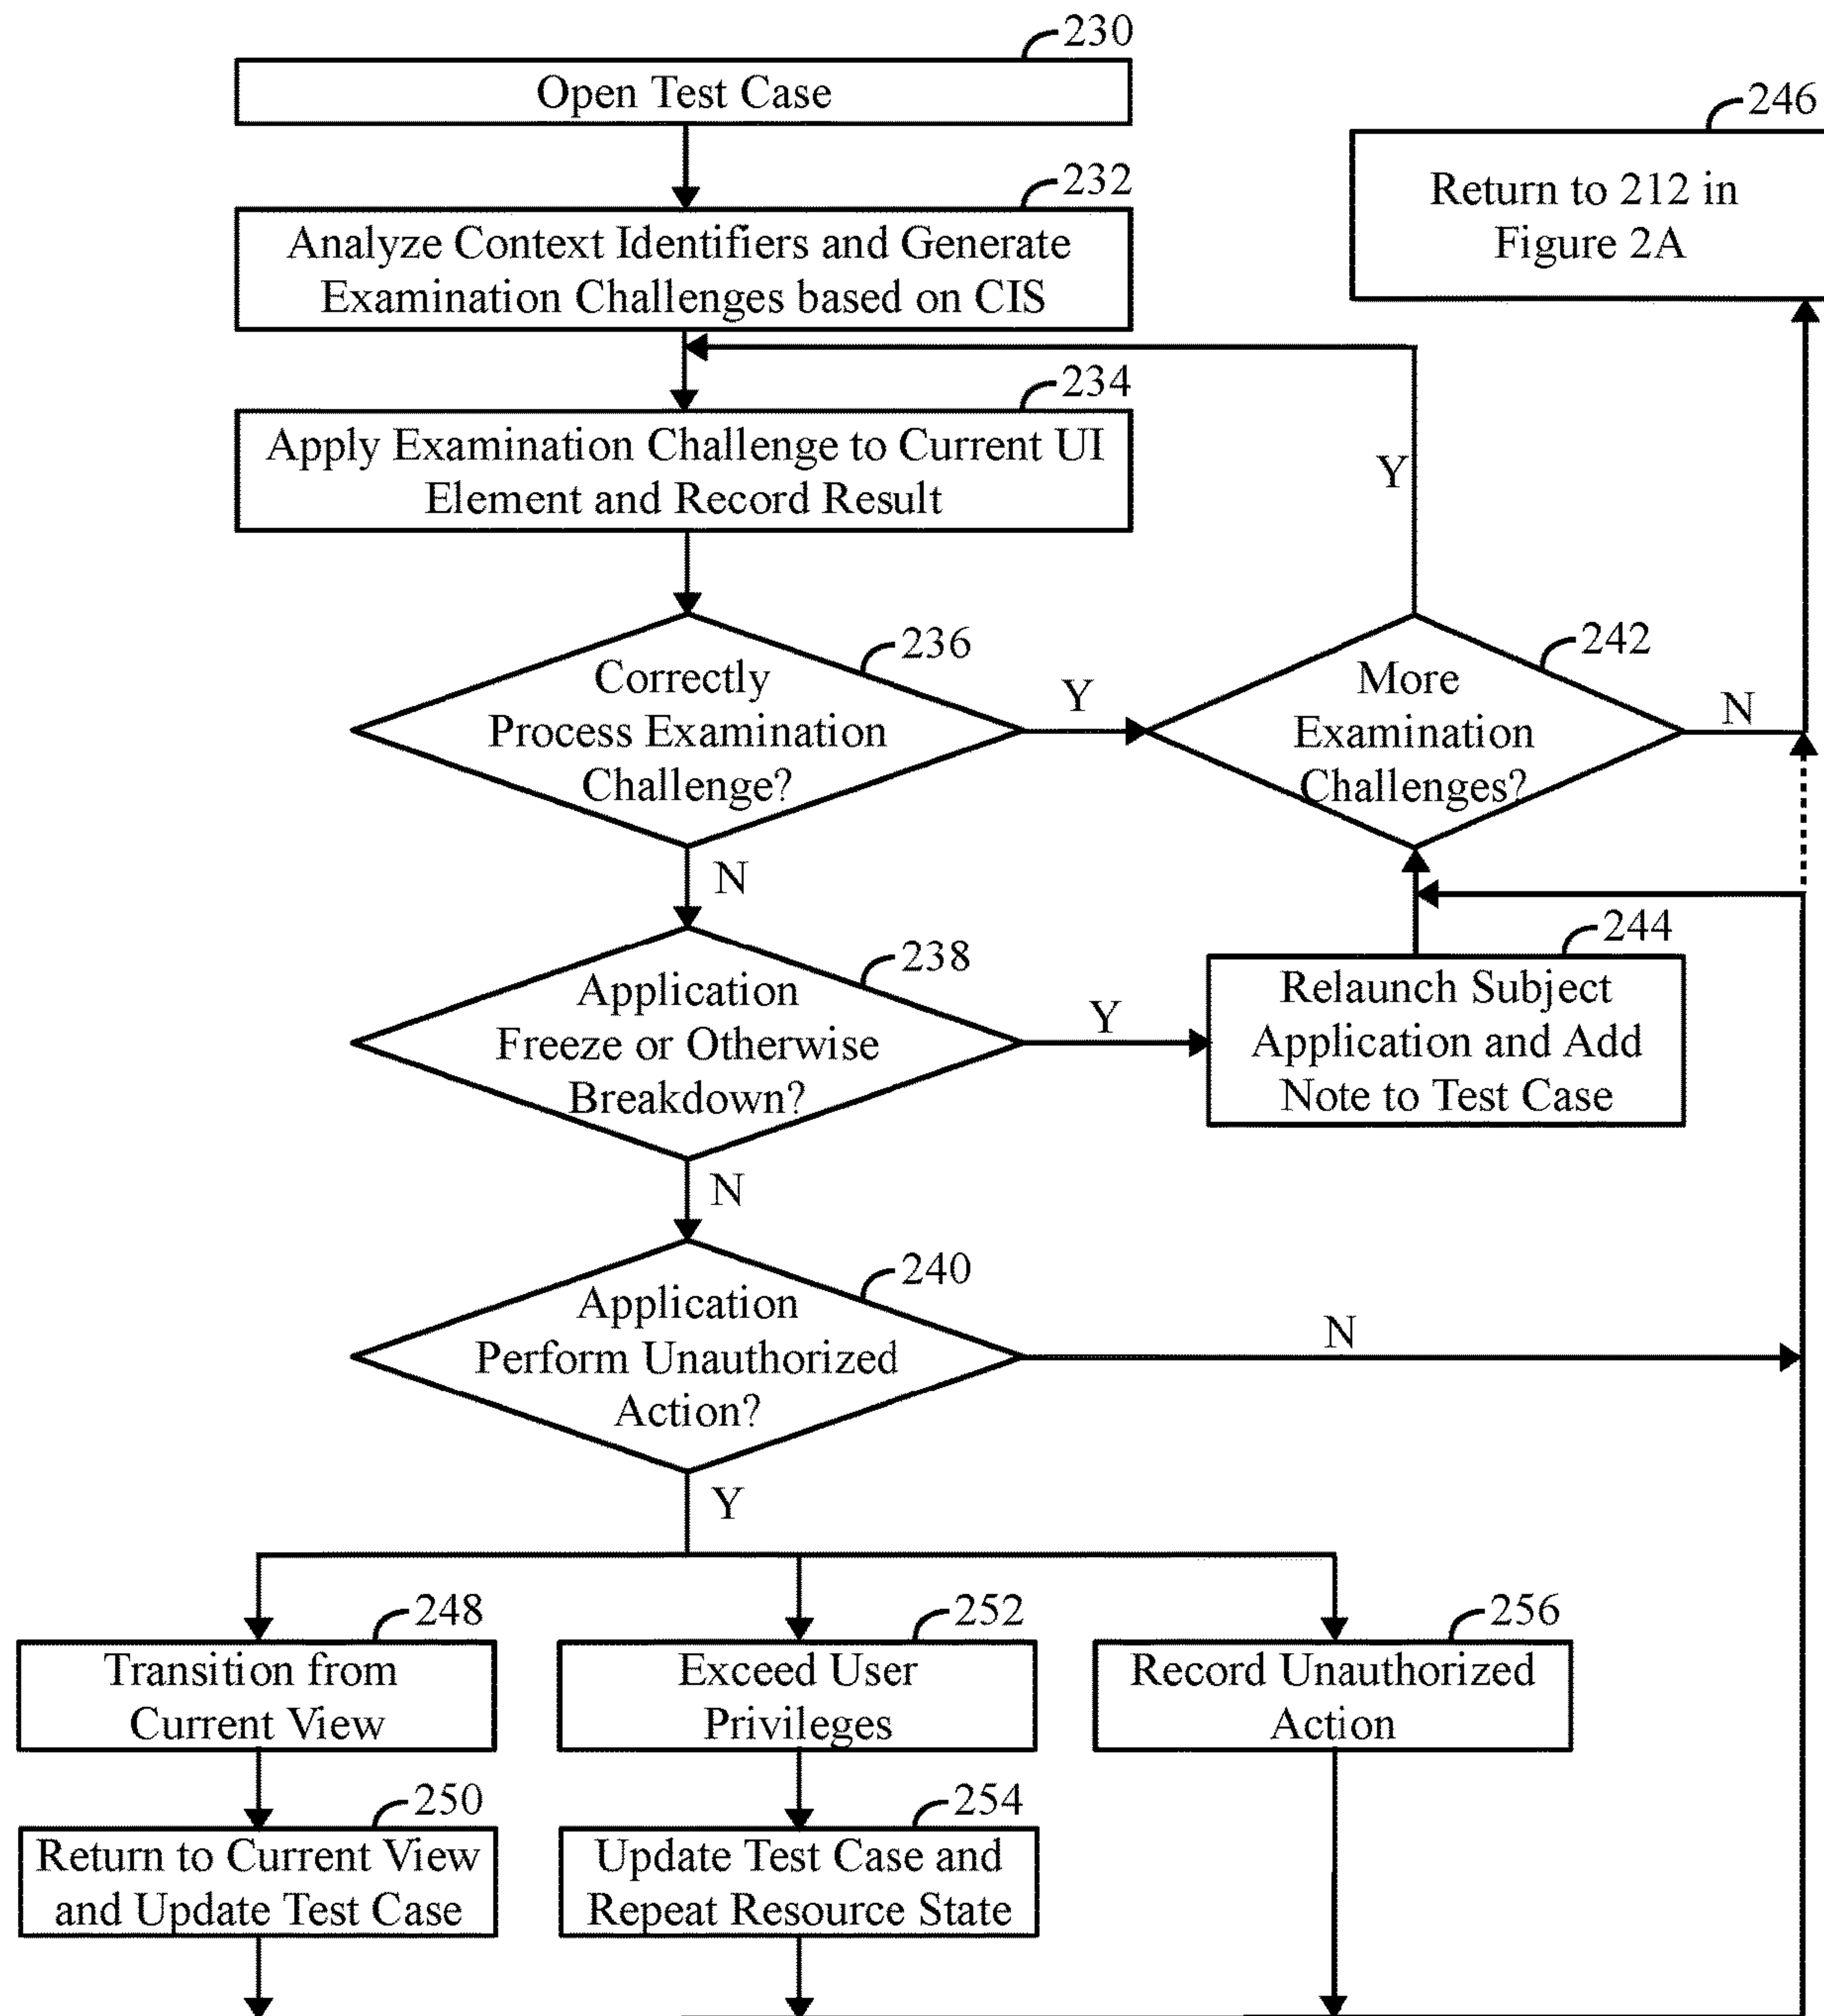 230
Open Test Case
246
Return to 212 in
Figure 2A
232
Analyze Context Identifiers and Generate
Examination Challenges based on CIS
234
Apply Examination Challenge to Current UI
Element and Record Result
Y
236
Correctly
Process Examination
Challenge?
Y
242
More
Examination
Challenges?
N
N
238
Application
Freeze or Otherwise
Breakdown?
Y
244
Relaunch Subject
Application and Add
Note to Test Case
N
240
Application
Perform Unauthorized
Action?
N
Y
248
Transition from
Current View
252
Exceed User
Privileges
256
Record Unauthorized
Action
250
Return to Current View
and Update Test Case
254
Update Test Case and
Repeat Resource State